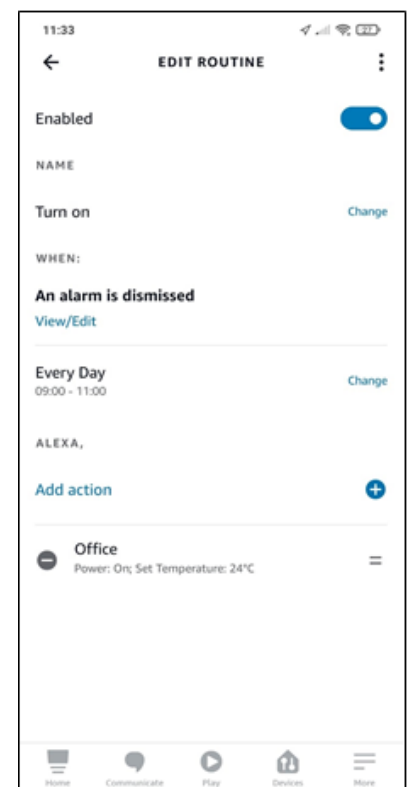 11:33
27
EDIT ROUTINE
Enabled
NAME
Turn on
Change
WHEN:
An alarm is dismissed
View/Edit
Every Day
Change
09:00 - 11:00
ALEXA,
Add action
Office
Power: On; Set Temperature: 24°C
Home Communicate Play Devices More